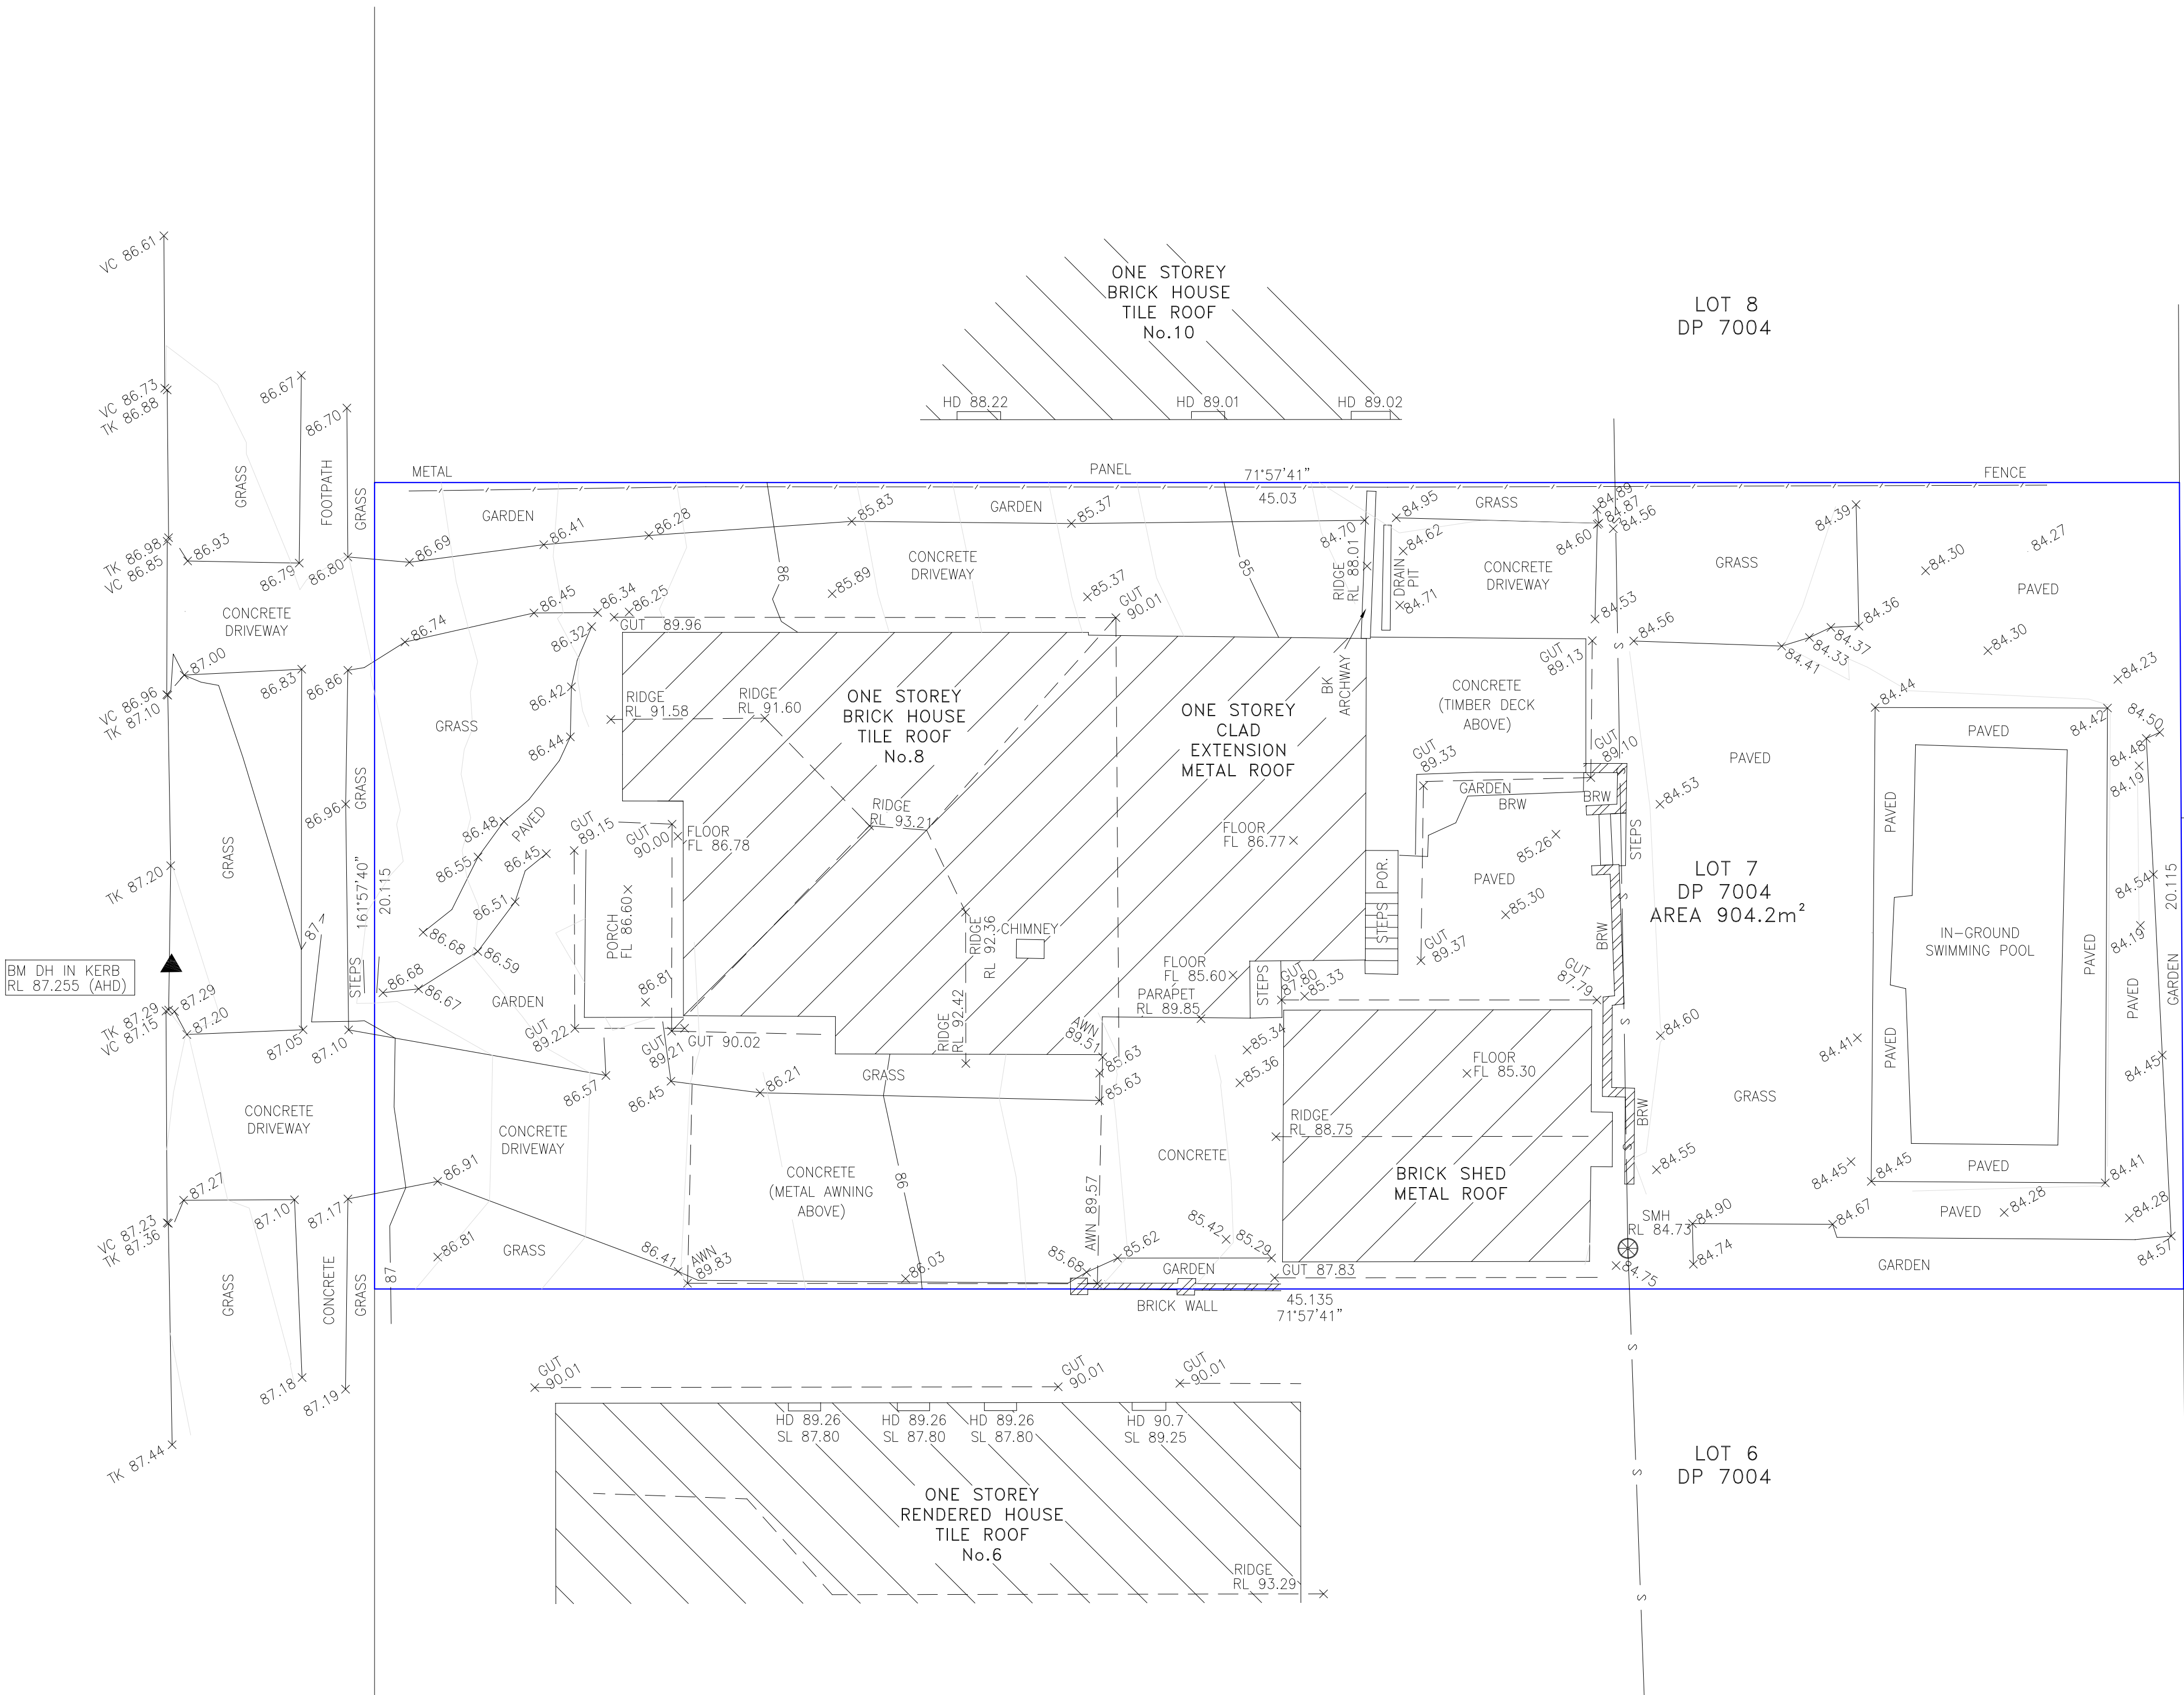 VC 86.61
VC 86.73
TK 86.88
86.67
86.70
GRASS
FOOTPATH
GRASS
TK 86.98
VC 86.85
86.93
86.79
86.80
CONCRETE
DRIVEWAY
87.00
VC 86.96
TK 87.10
86.83
86.86
GRASS
86.96
GRASS
TK 87.20
87
161°57'40"
20.115
STEPS
BM DH IN KERB
RL 87.255 (AHD)
TK 87.29
VC 87.15
87.29
87.20
87.05
87.10
CONCRETE
DRIVEWAY
87.27
VC 87.23
TK 87.36
87.10
87.17
GRASS
CONCRETE
GRASS
87
87.18
87.19
TK 87.44
ONE STOREY
BRICK HOUSE
TILE ROOF
No.10
HD 88.22
HD 89.01
HD 89.02
LOT 8
DP 7004
METAL
PANEL
FENCE
71°57'41"
45.03
GARDEN
86.69
86.41
86.28
85.83
GARDEN
85.37
CONCRETE
DRIVEWAY
86
85
85.89
85.37
86.74
86.45
86.34
86.25
86.32
GUT 89.96
GUT
90.01
84.70
RIDGE
RL 88.01
DRAIN
PIT
84.95
84.62
84.71
GRASS
CONCRETE
DRIVEWAY
84.89
84.87
84.56
84.60
84.53
84.56
GRASS
84.39
84.30
84.27
PAVED
84.36
84.37
84.33
84.41
84.30
84.23
GRASS
86.42
86.44
86.48
PAVED
86.45
86.55
86.51
86.68
86.59
86.68
86.67
GARDEN
RIDGE
RL 91.58
RIDGE
RL 91.60
ONE STOREY
BRICK HOUSE
TILE ROOF
No.8
ONE STOREY
CLAD
EXTENSION
METAL ROOF
BK
ARCHWAY
CONCRETE
(TIMBER DECK
ABOVE)
GUT
89.13
GUT
89.10
GUT
89.33
GARDEN
BRW
BRW
PAVED
84.53
GUT
89.15
GUT
90.00
FLOOR
FL 86.78
RIDGE
RL 93.21
FLOOR
FL 86.77
PORCH
FL 86.60
86.81
CHIMNEY
RIDGE
RL 92.36
RIDGE
RL 92.42
FLOOR
FL 85.60
PARAPET
RL 89.85
STEPS POR.
STEPS
GUT
87.80
85.33
GUT
89.37
PAVED
85.26
85.30
STEPS
BRW
GUT
87.79
LOT 7
DP 7004
AREA 904.2m²
84.44
84.42
84.50
84.48
84.19
PAVED
PAVED
PAVED
PAVED
84.54
84.19
IN-GROUND
SWIMMING POOL
20.115
GARDEN
PAVED
84.45
84.60
84.41
PAVED
84.45
84.45
84.41
84.28
84.28
PAVED
84.57
GARDEN
GUT
89.22
GUT
89.21
GUT 90.02
AWN
89.51
85.63
85.63
GRASS
86.57
86.45
86.21
85.34
85.36
FLOOR
FL 85.30
RIDGE
RL 88.75
BRICK SHED
METAL ROOF
BRW
84.55
GRASS
SMH
RL 84.73
84.90
84.74
84.67
84.75
CONCRETE
DRIVEWAY
86.91
86.81
GRASS
86.41
AWN
89.83
CONCRETE
(METAL AWNING
ABOVE)
86
86.03
AWN 89.57
CONCRETE
85.68
85.62
85.42
85.29
GARDEN
GUT 87.83
BRICK WALL
45.135
71°57'41"
S
S
S
S
S
S
S
S
S
S
GUT
90.01
GUT
90.01
GUT
90.01
HD 89.26
SL 87.80
HD 89.26
SL 87.80
HD 89.26
SL 87.80
HD 90.7
SL 89.25
ONE STOREY
RENDERED HOUSE
TILE ROOF
No.6
RIDGE
RL 93.29
LOT 6
DP 7004